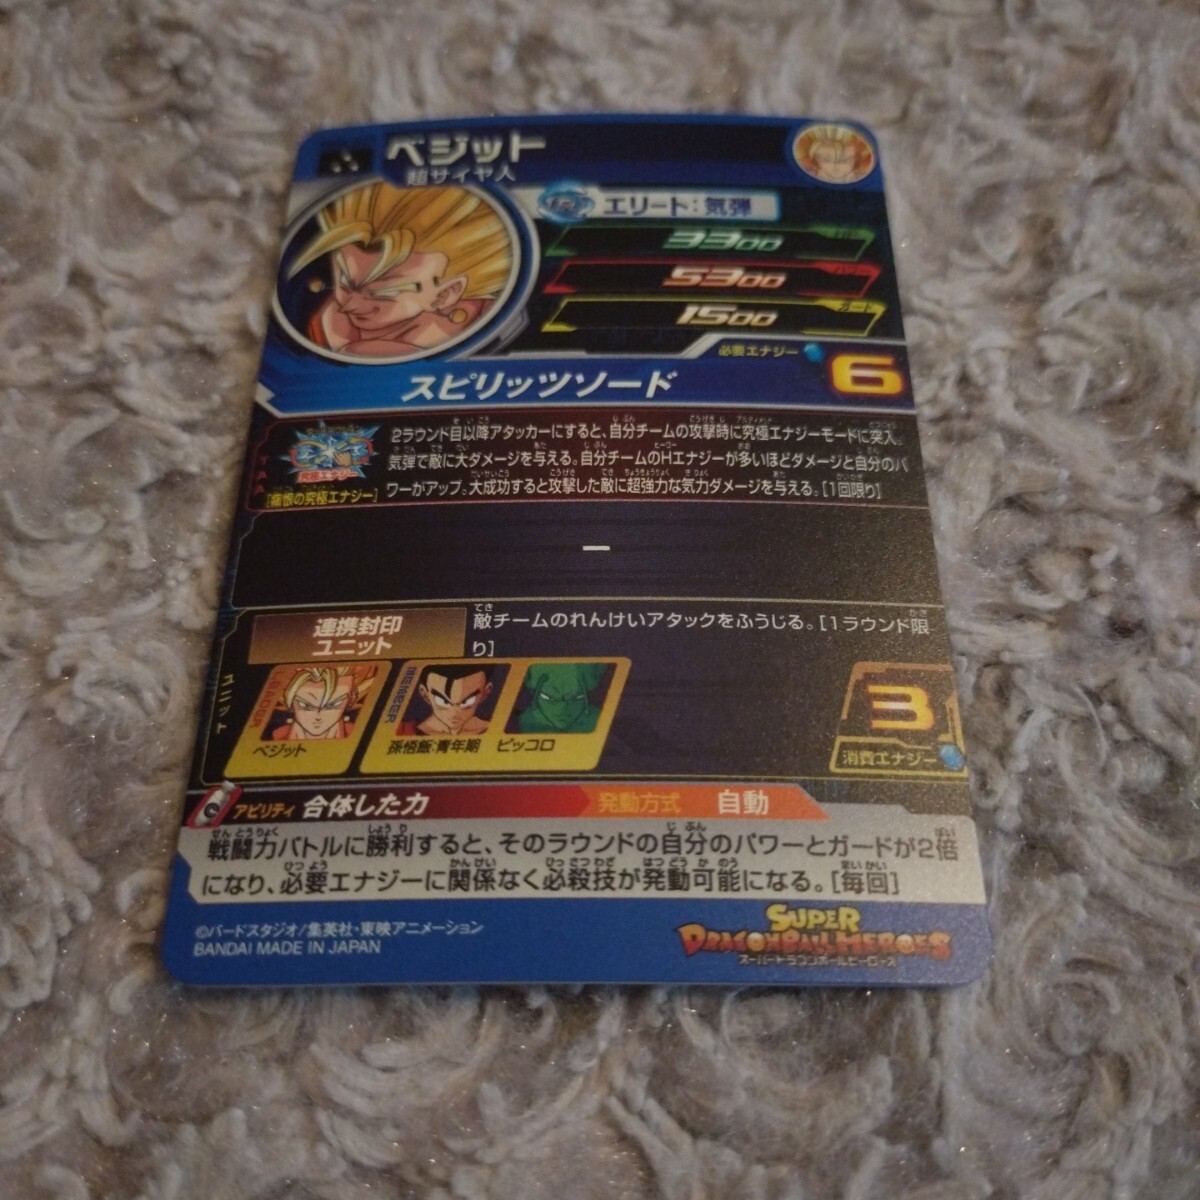 ベジット
超サイヤ人
エリート:気弾
3300
パワー
5300
ガード
1500
必要エナジー
6
スピリッツソード
2ラウンド目以降アタッカーにすると、自分チームの攻撃時に究極エナジーモードに突入。
気弾で敵に大ダメージを与える。自分チームのHエナジーが多いほどダメージと自分のパ
ワーがアップ。大成功すると攻撃した敵に超強力な気力ダメージを与える。[1回限り]
究極エナジー
[痛恨の究極エナジー]
ー
連携封印
ユニット
敵チームのれんけいアタックをふうじる。[1ラウンド限
り]
ユニット
LEADER
MEMBER
ベジット
孫悟飯:青年期
ピッコロ
3
消費エナジー
アビリティ 合体した力
発動方式 自動
戦闘力バトルに勝利すると、そのラウンドの自分のパワーとガードが2倍
になり、必要エナジーに関係なく必殺技が発動可能になる。[毎回]
©バードスタジオ/集英社・東映アニメーション
BANDAI MADE IN JAPAN
SUPER
DRAGONBALL HEROES
スーパードラゴンボールヒーローズ